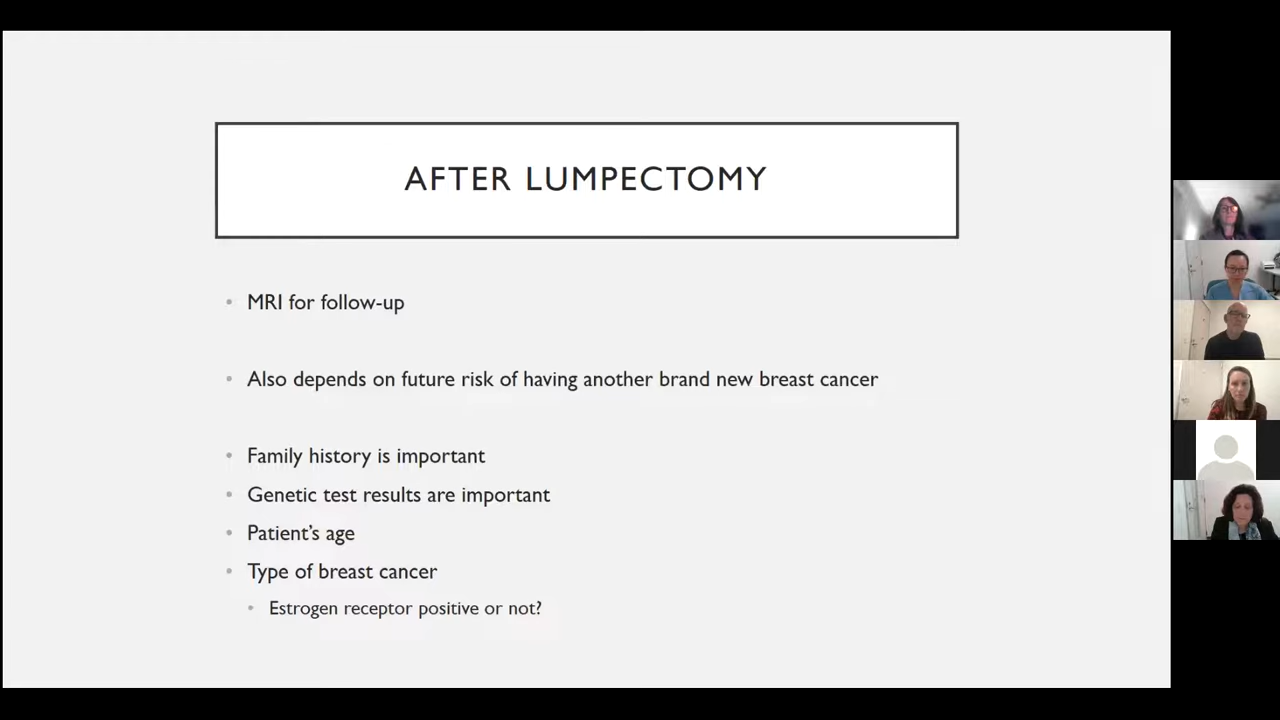 AFTER LUMPECTOMY
• MRI for follow-up
• Also depends on future risk of having another brand new breast cancer
• Family history is important
• Genetic test results are important
• Patient's age
• Type of breast cancer
• Estrogen receptor positive or not?